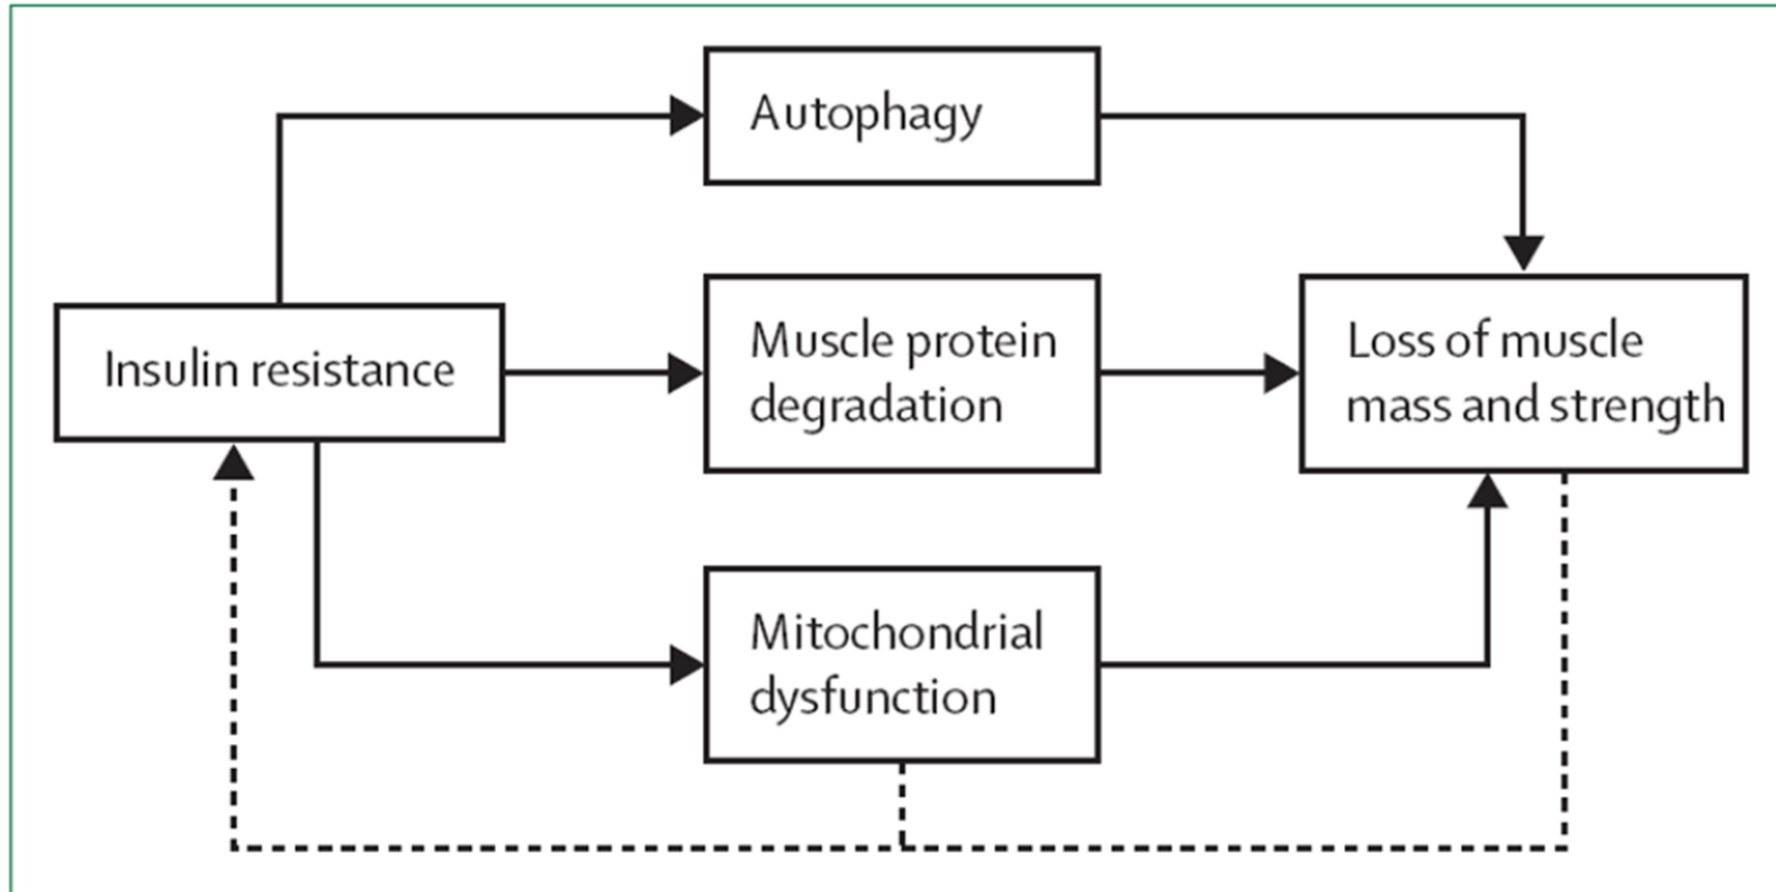 Autophagy
Insulin resistance
Muscle protein
degradation
Loss of muscle
mass and strength
Mitochondrial
dysfunction